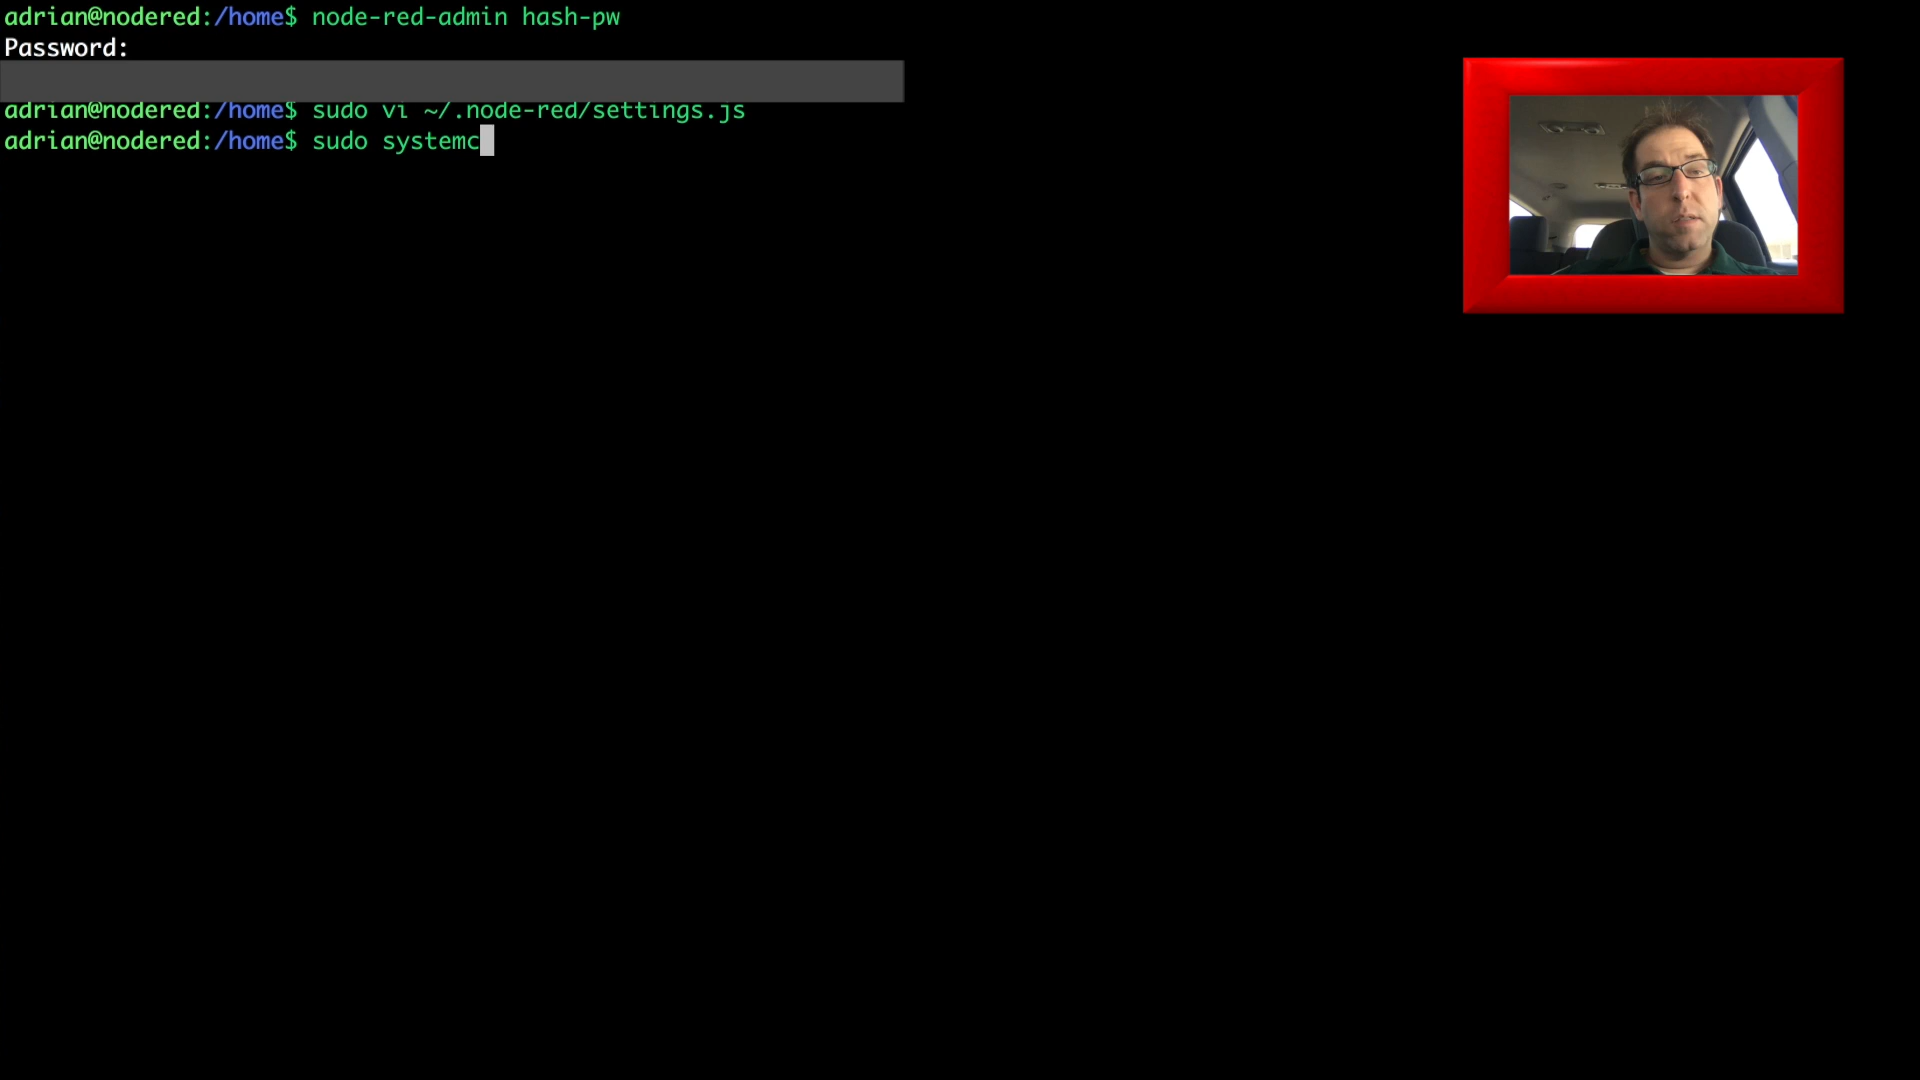 adrian@nodered:/home$ node-red-admin hash-pw
Password:
adrian@nodered:/home$ sudo vi ~/.node-red/settings.js
adrian@nodered:/home$ sudo systemc